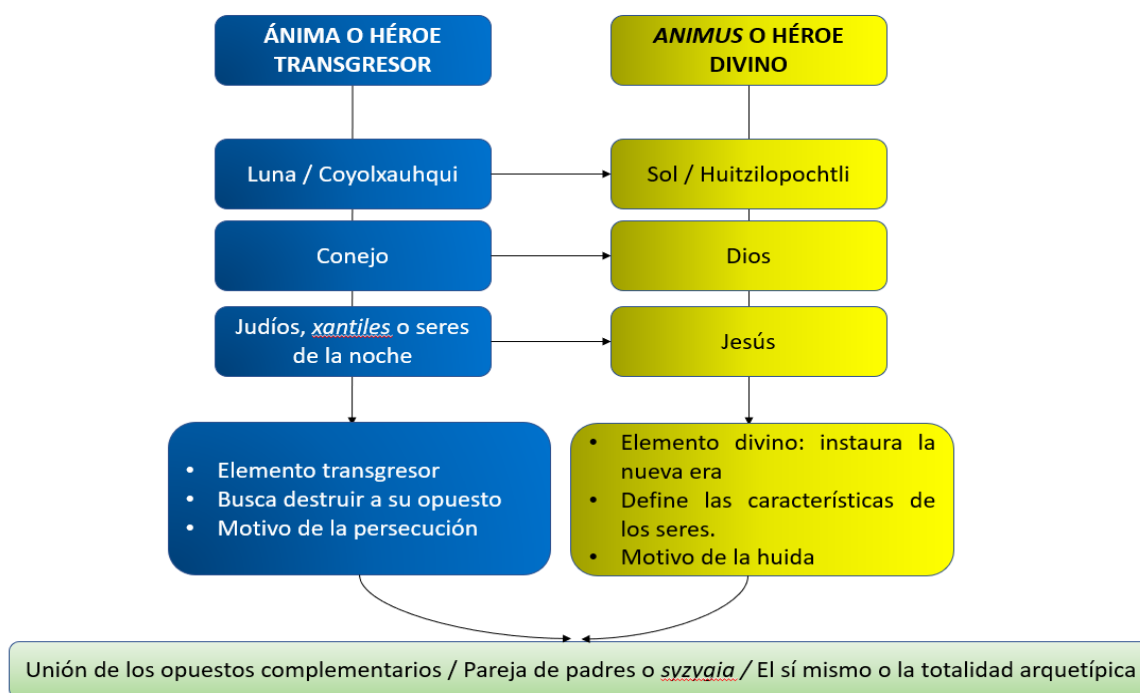 ÁNIMA O HÉROE
TRANSGRESOR
ANIMUS O HÉROE
DIVINO
Luna / Coyolxauhqui
Sol / Huitzilopochtli
Conejo
Dios
Judíos, xantiles o seres
de la noche
Jesús
• Elemento transgresor
• Busca destruir a su opuesto
• Motivo de la persecución
• Elemento divino: instaura la
nueva era
• Define las características de
los seres.
• Motivo de la huida
Unión de los opuestos complementarios / Pareja de padres o syzygia / El sí mismo o la totalidad arquetípica